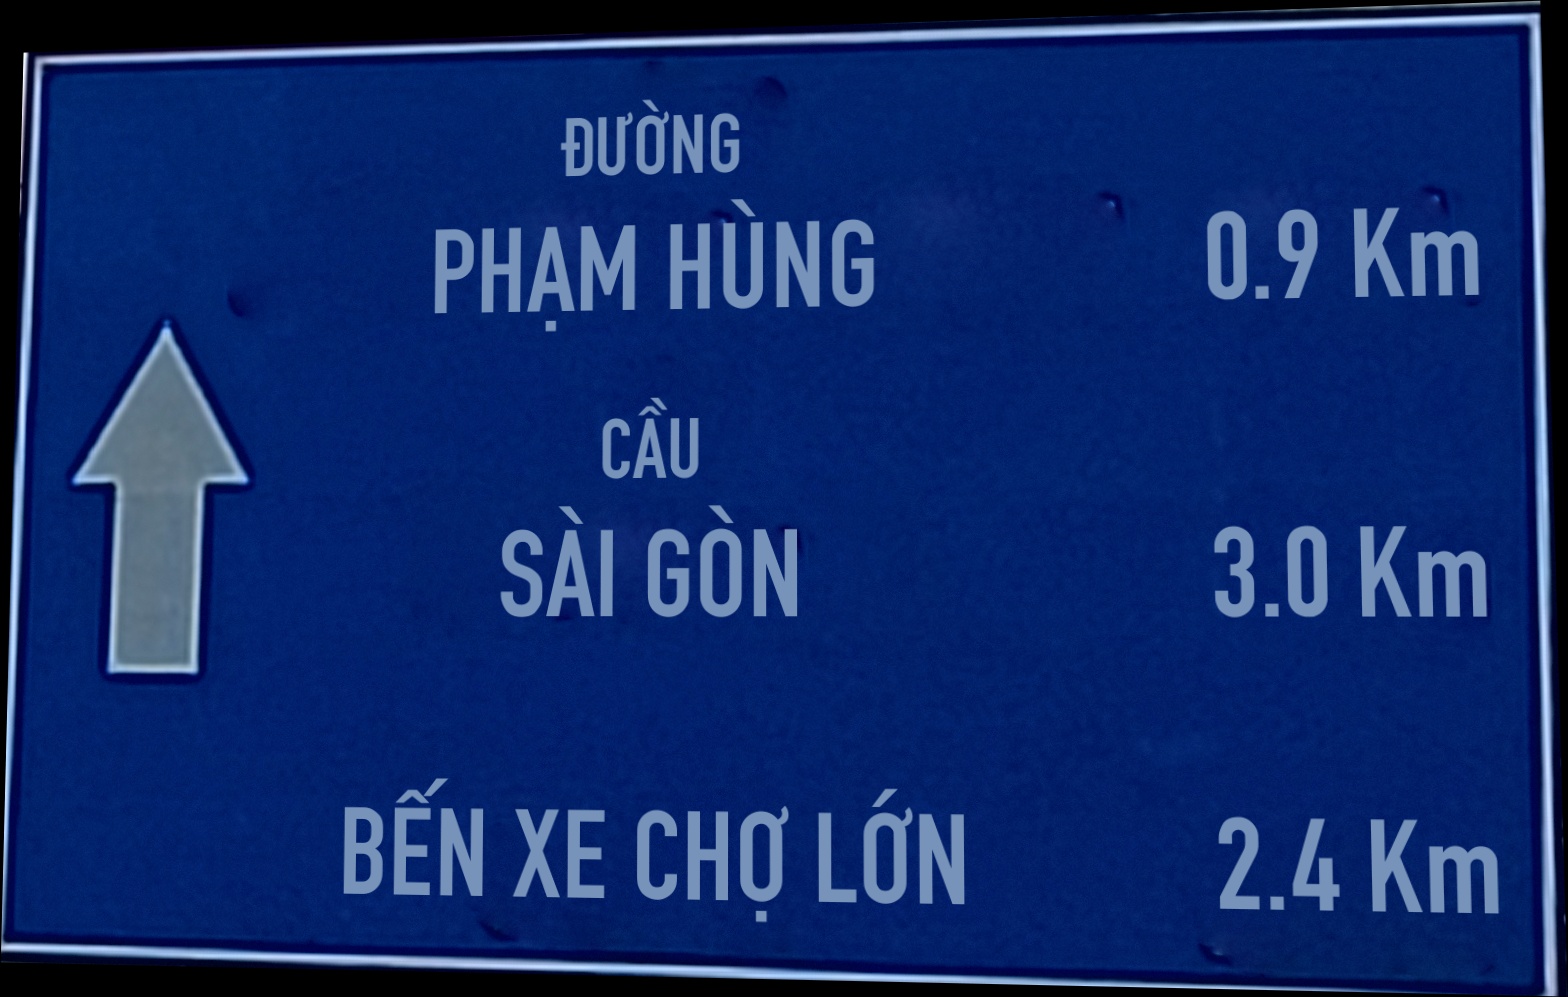 ĐƯỜNG
PHẠM HÙNG 0.9 Km
CẦU
SÀI GÒN 3.0 Km
BẾN XE CHỢ LỚN 2.4 Km